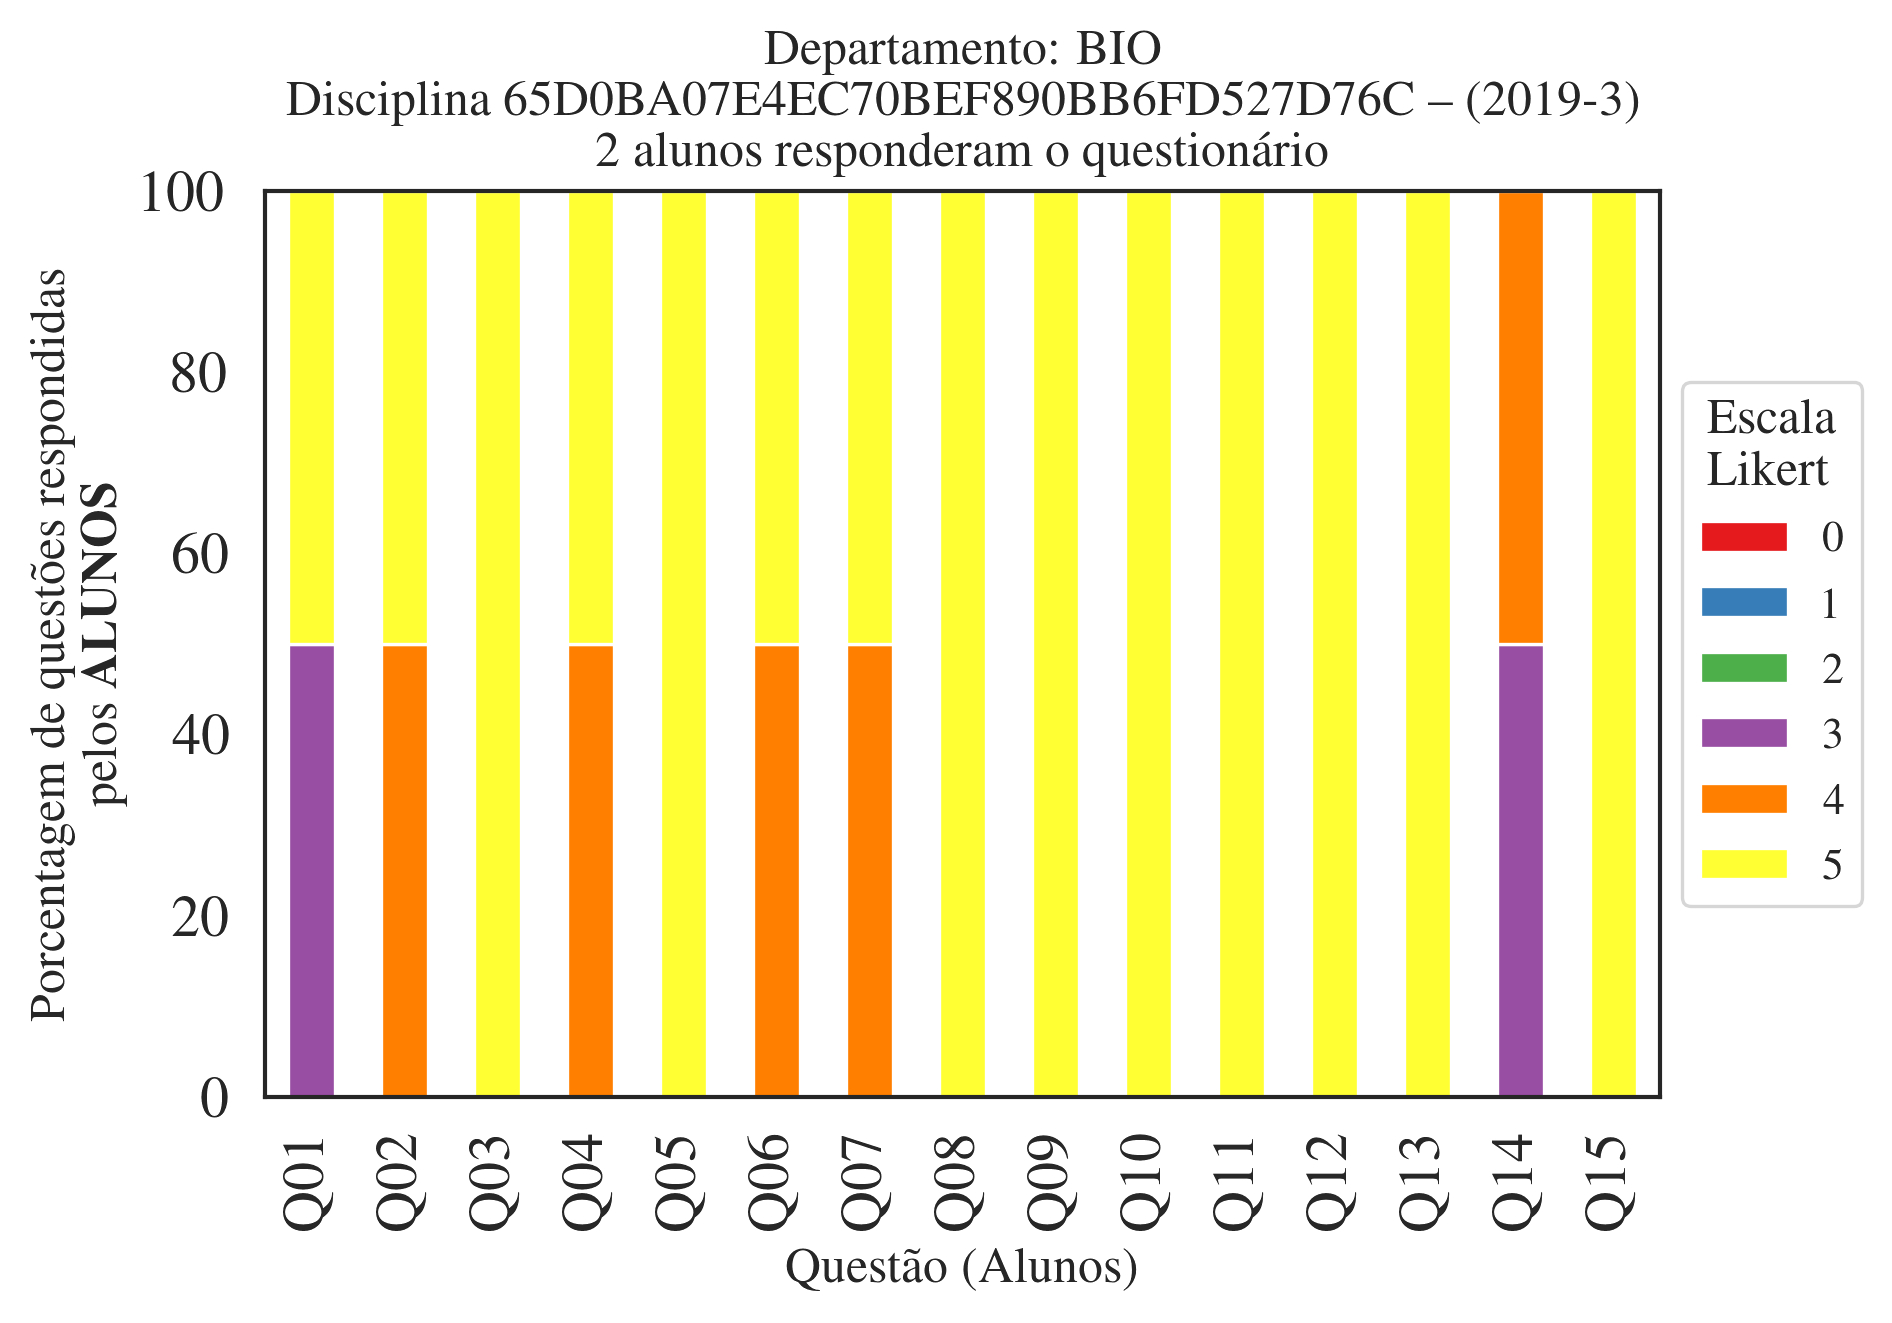 Departamento: BIO
Disciplina 65D0BA07E4EC70BEF890BB6FD527D76C – (2019-3)
2 alunos responderam o questionário
Porcentagem de questões respondidas
pelos ALUNOS
100
80
60
40
20
0
Q01
Q02
Q03
Q04
Q05
Q06
Q07
Q08
Q09
Q10
Q11
Q12
Q13
Q14
Q15
Questão (Alunos)
Escala
Likert
0
1
2
3
4
5